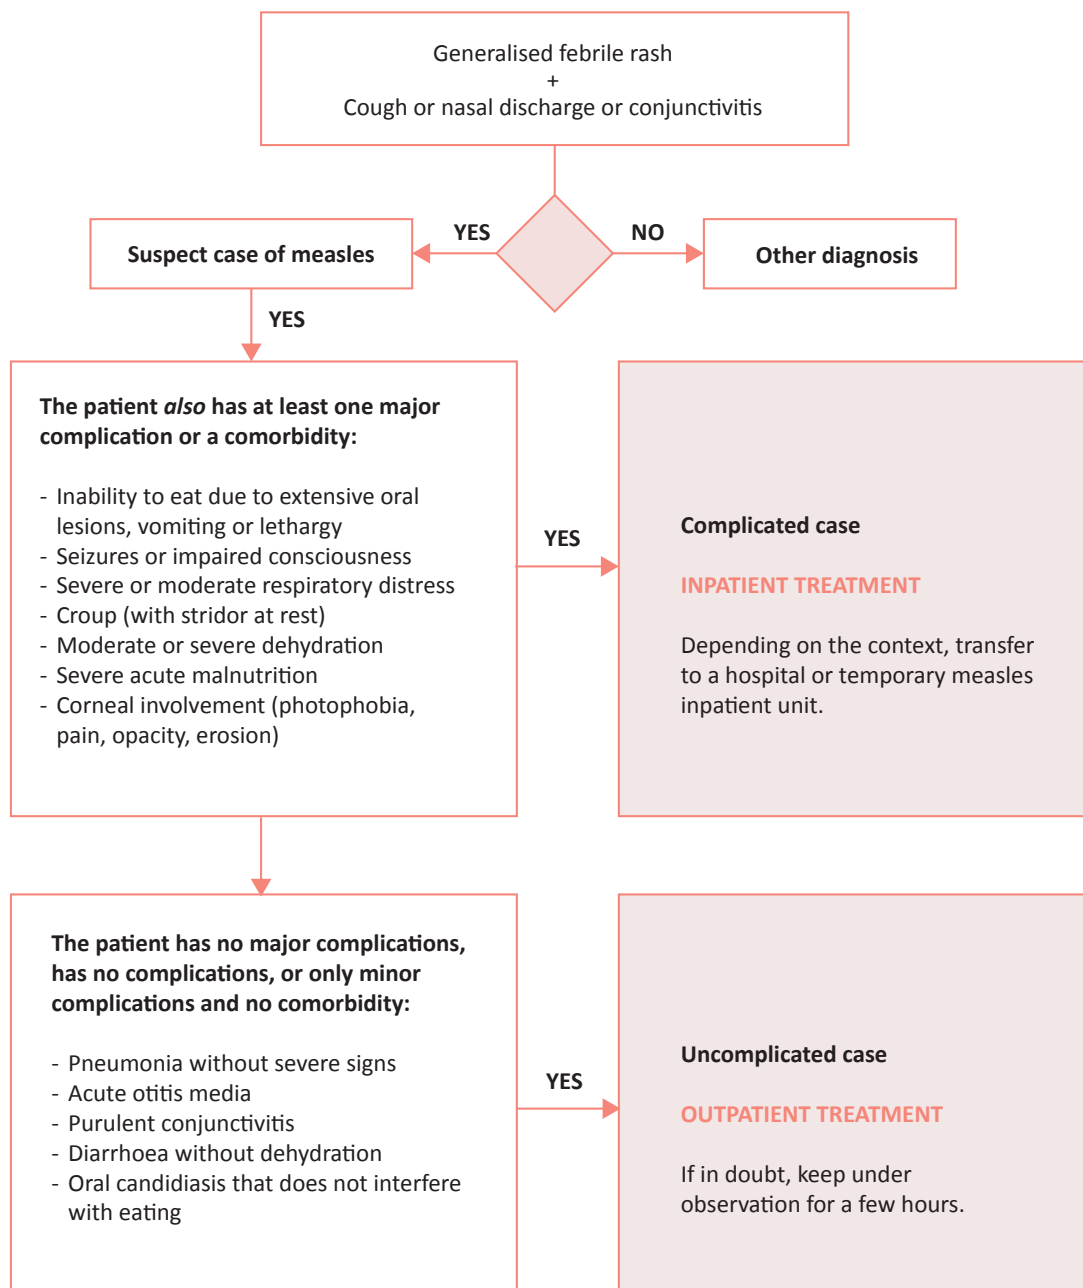 Generalised febrile rash
+
Cough or nasal discharge or conjunctivitis
YES
NO
Suspect case of measles
Other diagnosis
YES
The patient also has at least one major
complication or a comorbidity:
- Inability to eat due to extensive oral
lesions, vomiting or lethargy
- Seizures or impaired consciousness
- Severe or moderate respiratory distress
- Croup (with stridor at rest)
- Moderate or severe dehydration
- Severe acute malnutrition
- Corneal involvement (photophobia,
pain, opacity, erosion)
YES
Complicated case
INPATIENT TREATMENT
Depending on the context, transfer
to a hospital or temporary measles
inpatient unit.
The patient has no major complications,
has no complications, or only minor
complications and no comorbidity:
- Pneumonia without severe signs
- Acute otitis media
- Purulent conjunctivitis
- Diarrhoea without dehydration
- Oral candidiasis that does not interfere
with eating
YES
Uncomplicated case
OUTPATIENT TREATMENT
If in doubt, keep under
observation for a few hours.